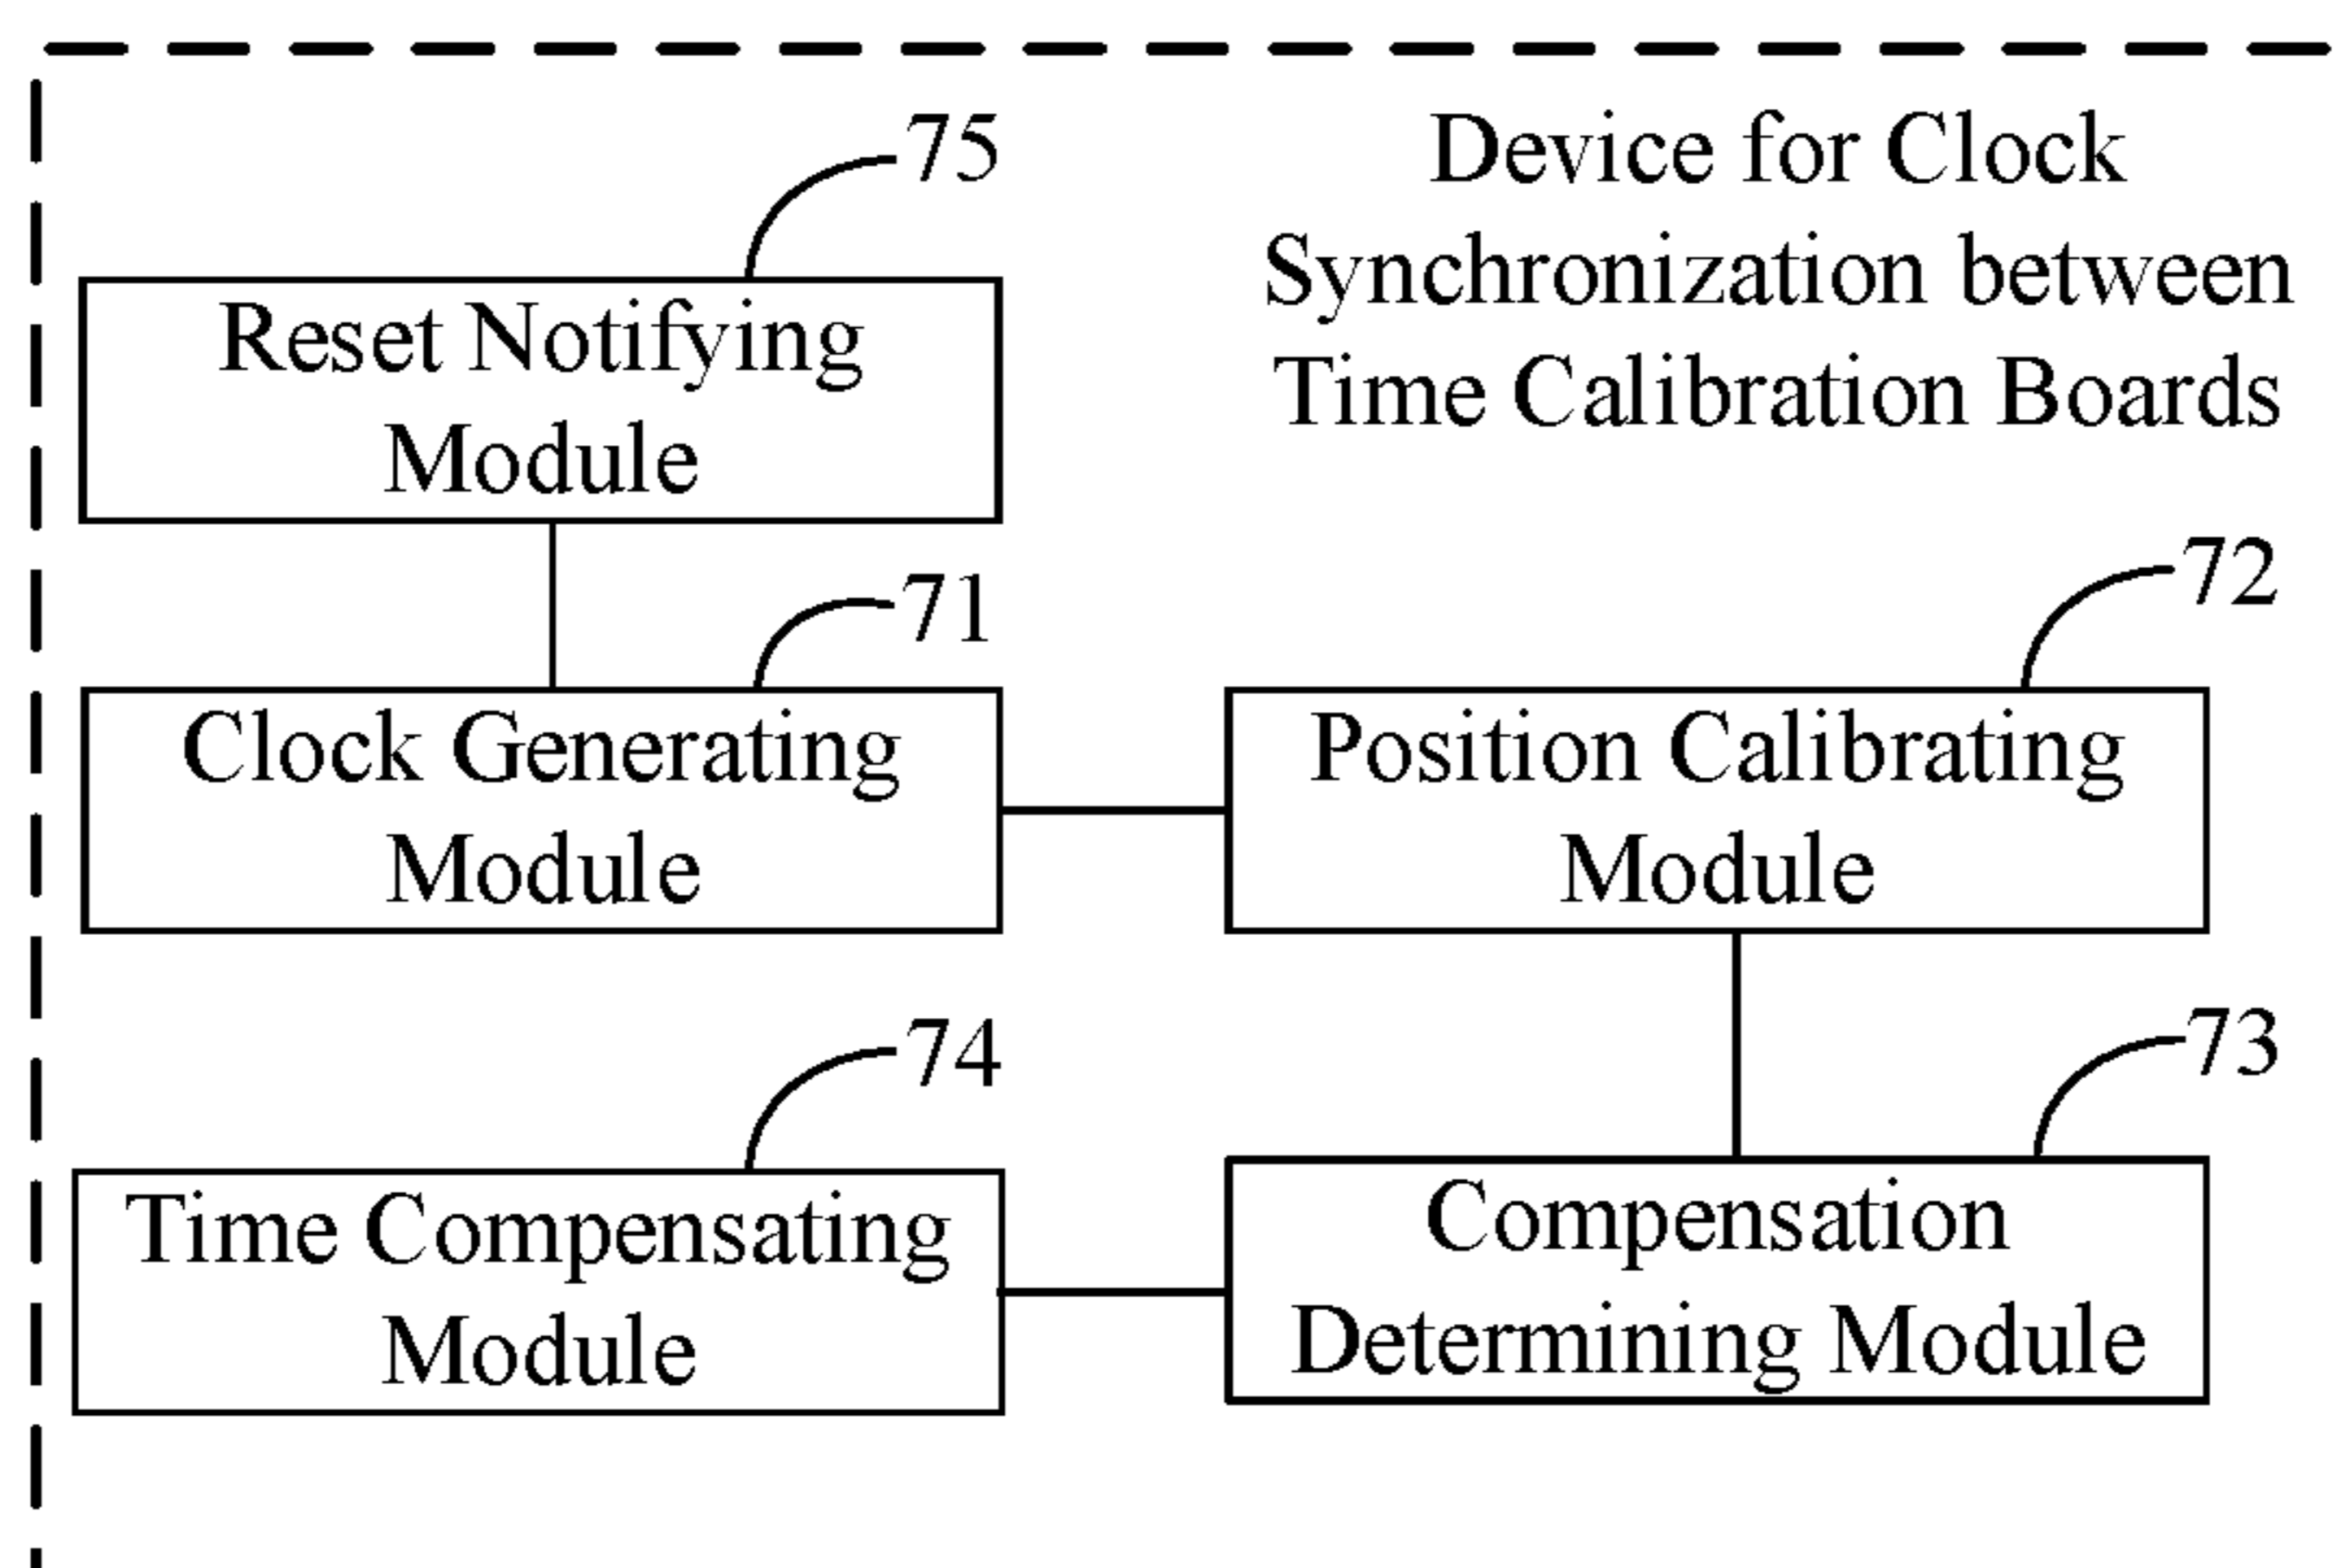 75
Device for Clock
Synchronization between
Time Calibration Boards
Reset Notifying
Module
71
72
Clock Generating
Module
Position Calibrating
Module
74
73
Time Compensating
Module
Compensation
Determining Module